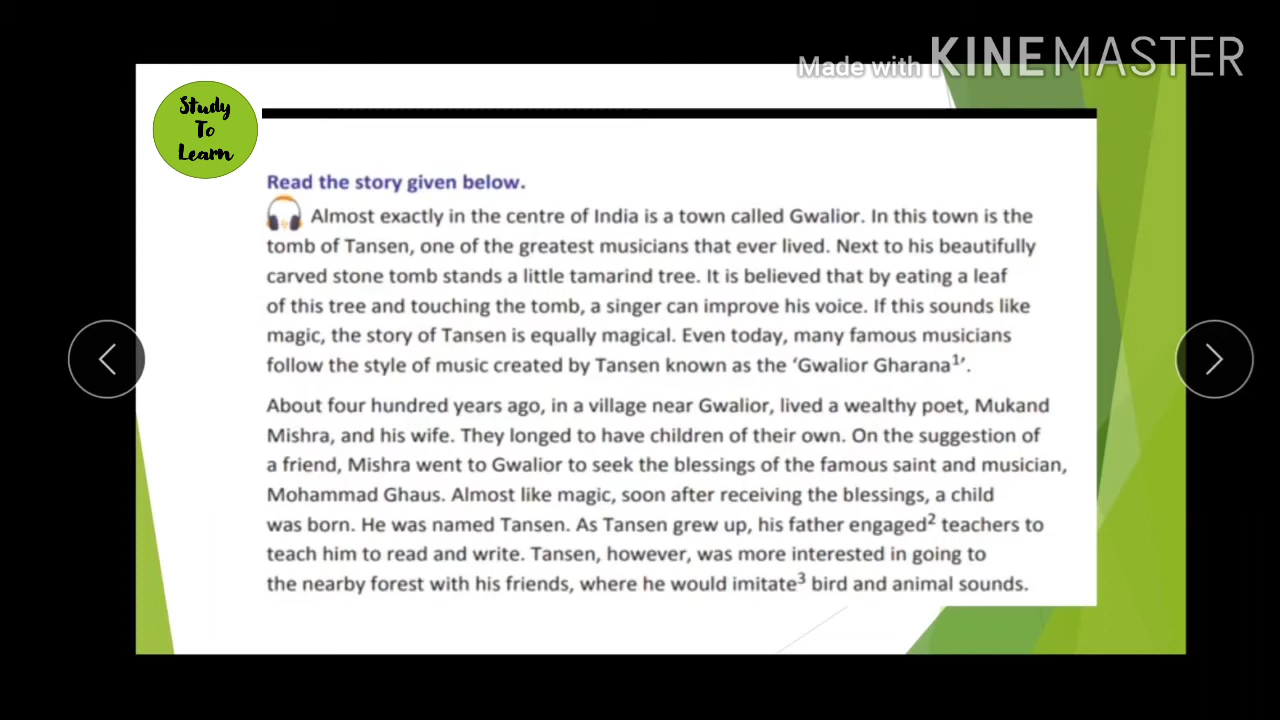 Made with KINEMASTER
Study
To
Learn
Read the story given below.
Almost exactly in the centre of India is a town called Gwalior. In this town is the
tomb of Tansen, one of the greatest musicians that ever lived. Next to his beautifully
carved stone tomb stands a little tamarind tree. It is believed that by eating a leaf
of this tree and touching the tomb, a singer can improve his voice. If this sounds like
magic, the story of Tansen is equally magical. Even today, many famous musicians
follow the style of music created by Tansen known as the ‘Gwalior Gharana¹’.
About four hundred years ago, in a village near Gwalior, lived a wealthy poet, Mukand
Mishra, and his wife. They longed to have children of their own. On the suggestion of
a friend, Mishra went to Gwalior to seek the blessings of the famous saint and musician,
Mohammad Ghaus. Almost like magic, soon after receiving the blessings, a child
was born. He was named Tansen. As Tansen grew up, his father engaged² teachers to
teach him to read and write. Tansen, however, was more interested in going to
the nearby forest with his friends, where he would imitate³ bird and animal sounds.